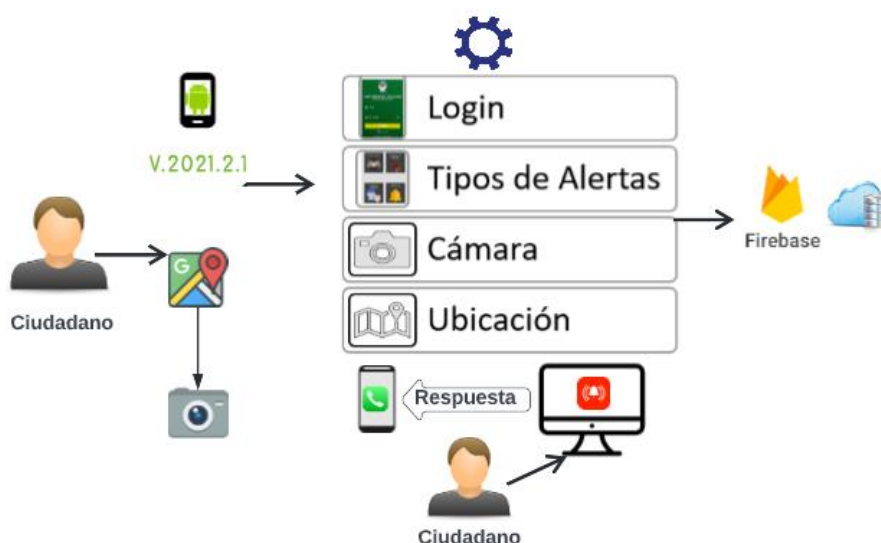 V.2021.2.1
Ciudadano
Login
Tipos de Alertas
Cámara
Ubicación
Firebase
Respuesta
Ciudadano